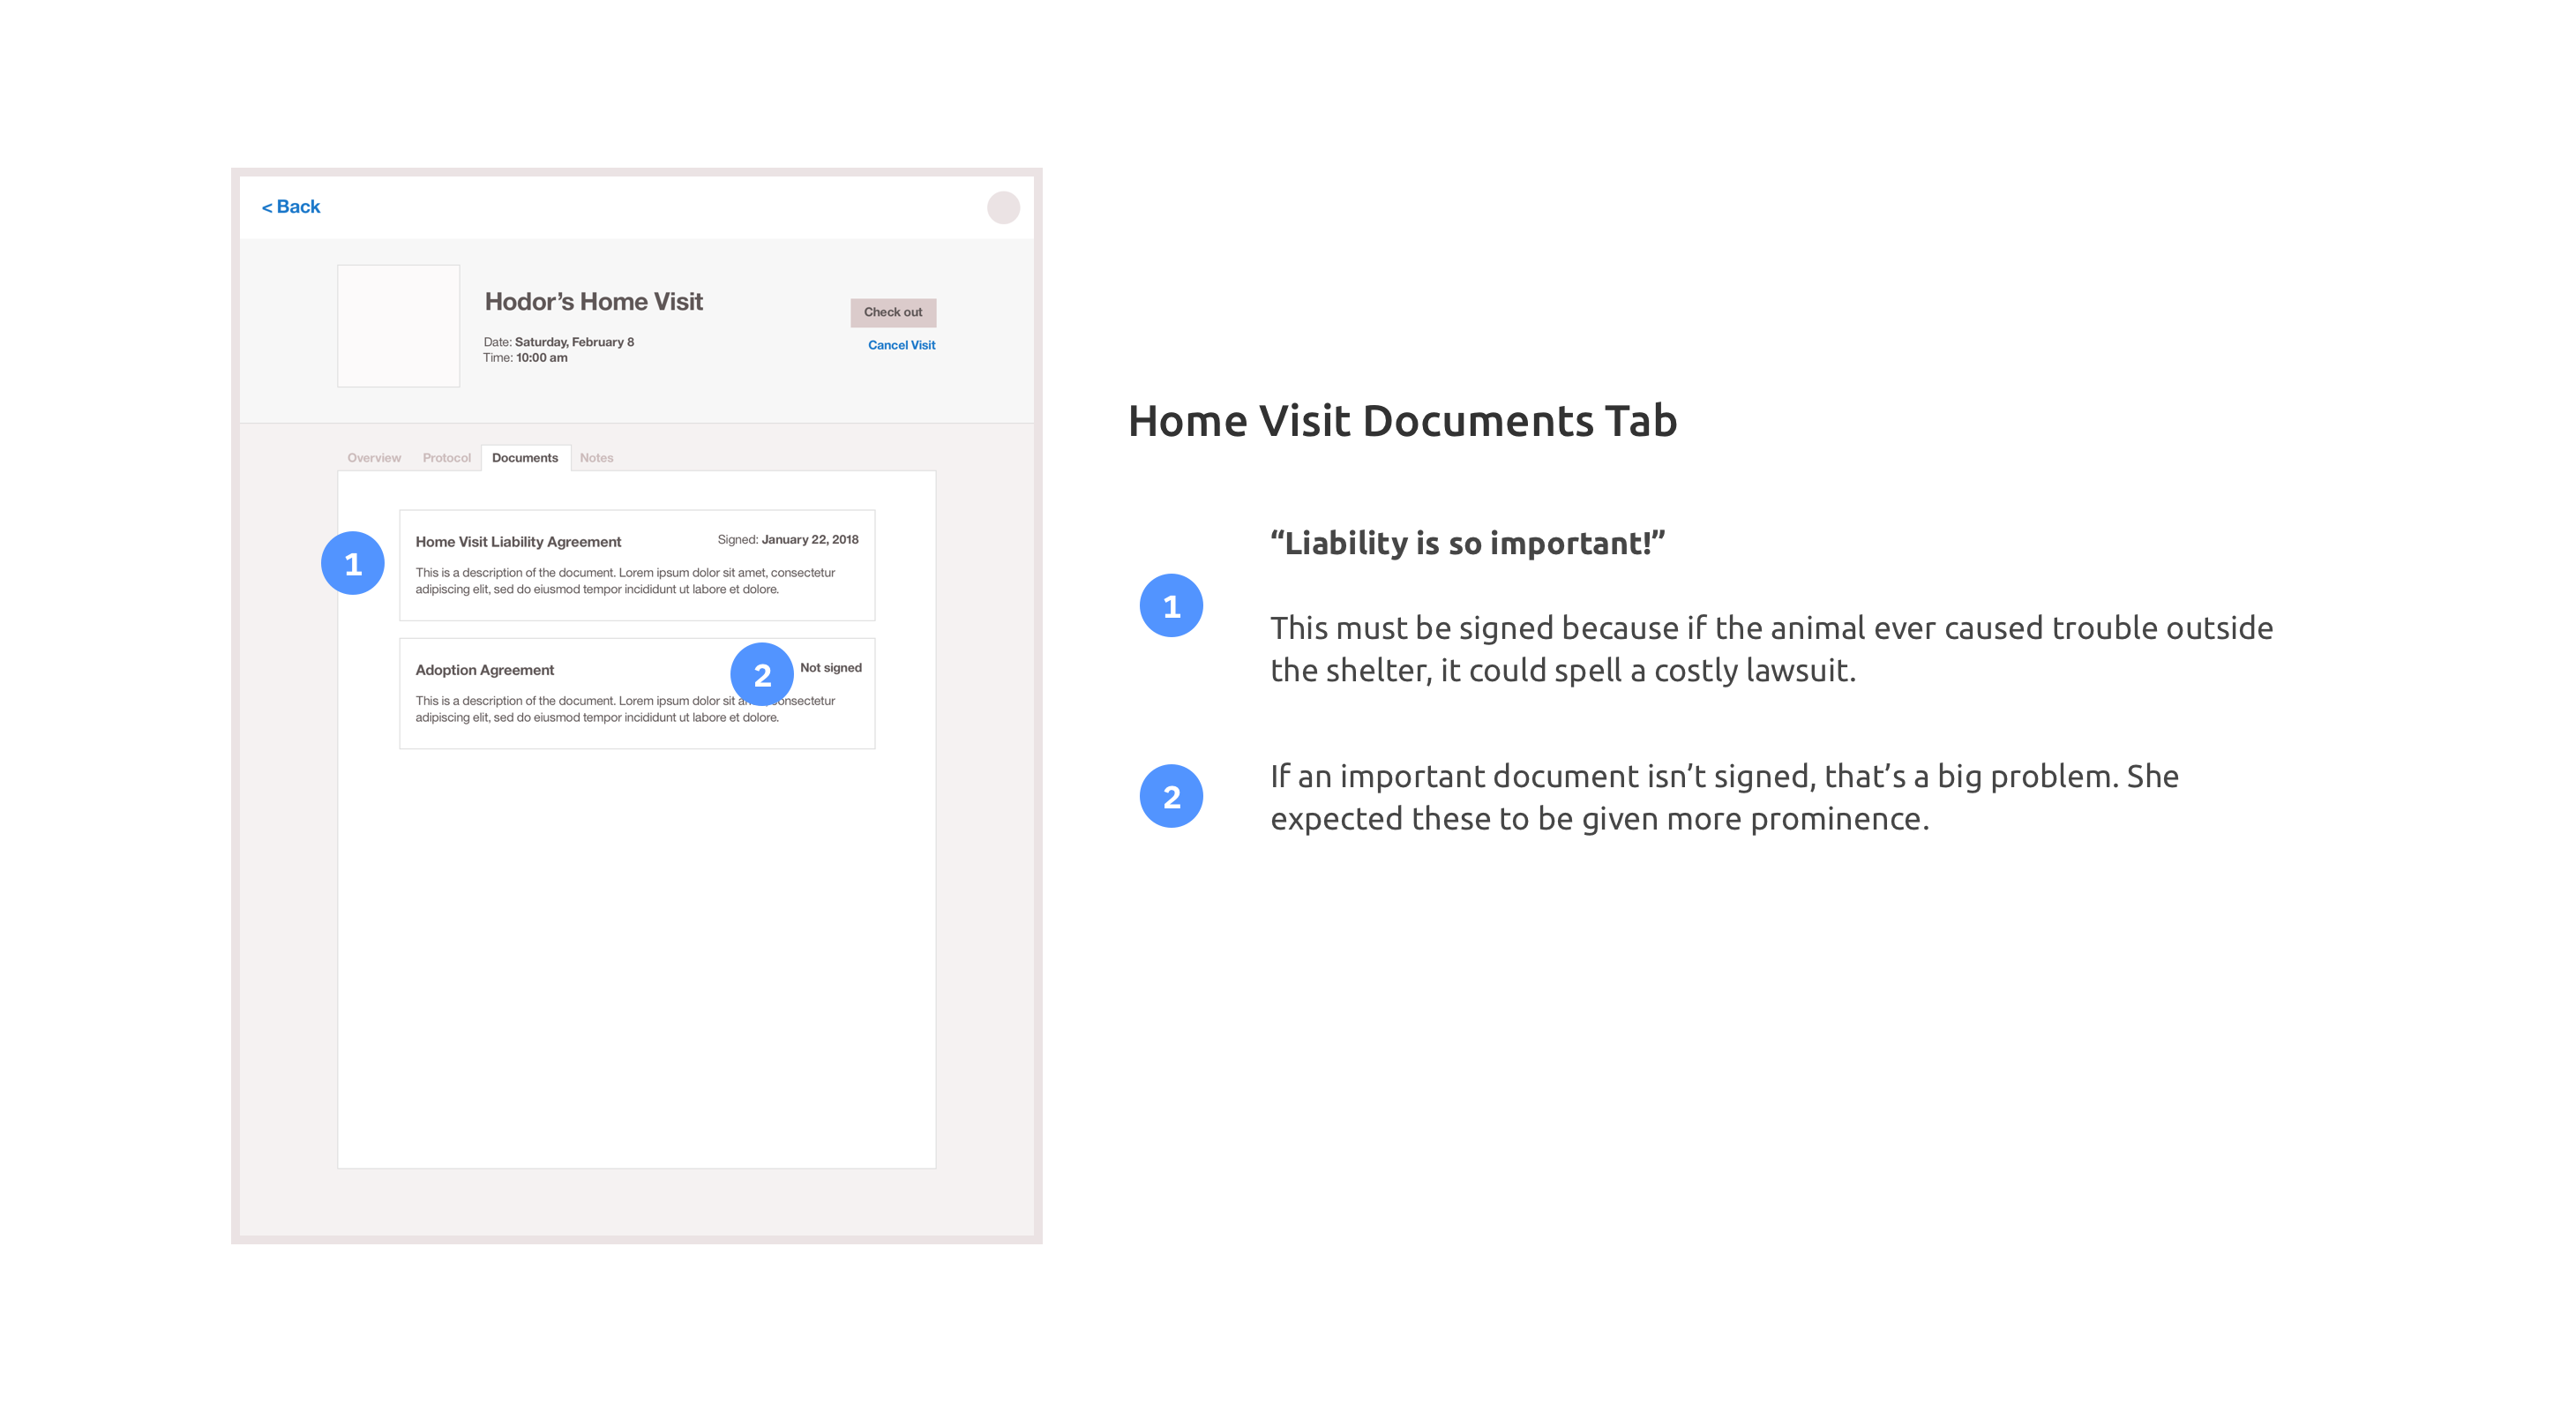 < Back
Hodor’s Home Visit
Date: Saturday, February 8
Time: 10:00 am
Check out
Cancel Visit
Overview Protocol Documents Notes
1
Home Visit Liability Agreement
Signed: January 22, 2018
This is a description of the document. Lorem ipsum dolor sit amet, consectetur
adipiscing elit, sed do eiusmod tempor incididunt ut labore et dolore.
Adoption Agreement
2
Not signed
This is a description of the document. Lorem ipsum dolor sit
adipiscing elit, sed do eiusmod tempor incididunt ut labore et dolore.
Home Visit Documents Tab
“Liability is so important!”
1
This must be signed because if the animal ever caused trouble outside
the shelter, it could spell a costly lawsuit.
2
If an important document isn’t signed, that’s a big problem. She
expected these to be given more prominence.